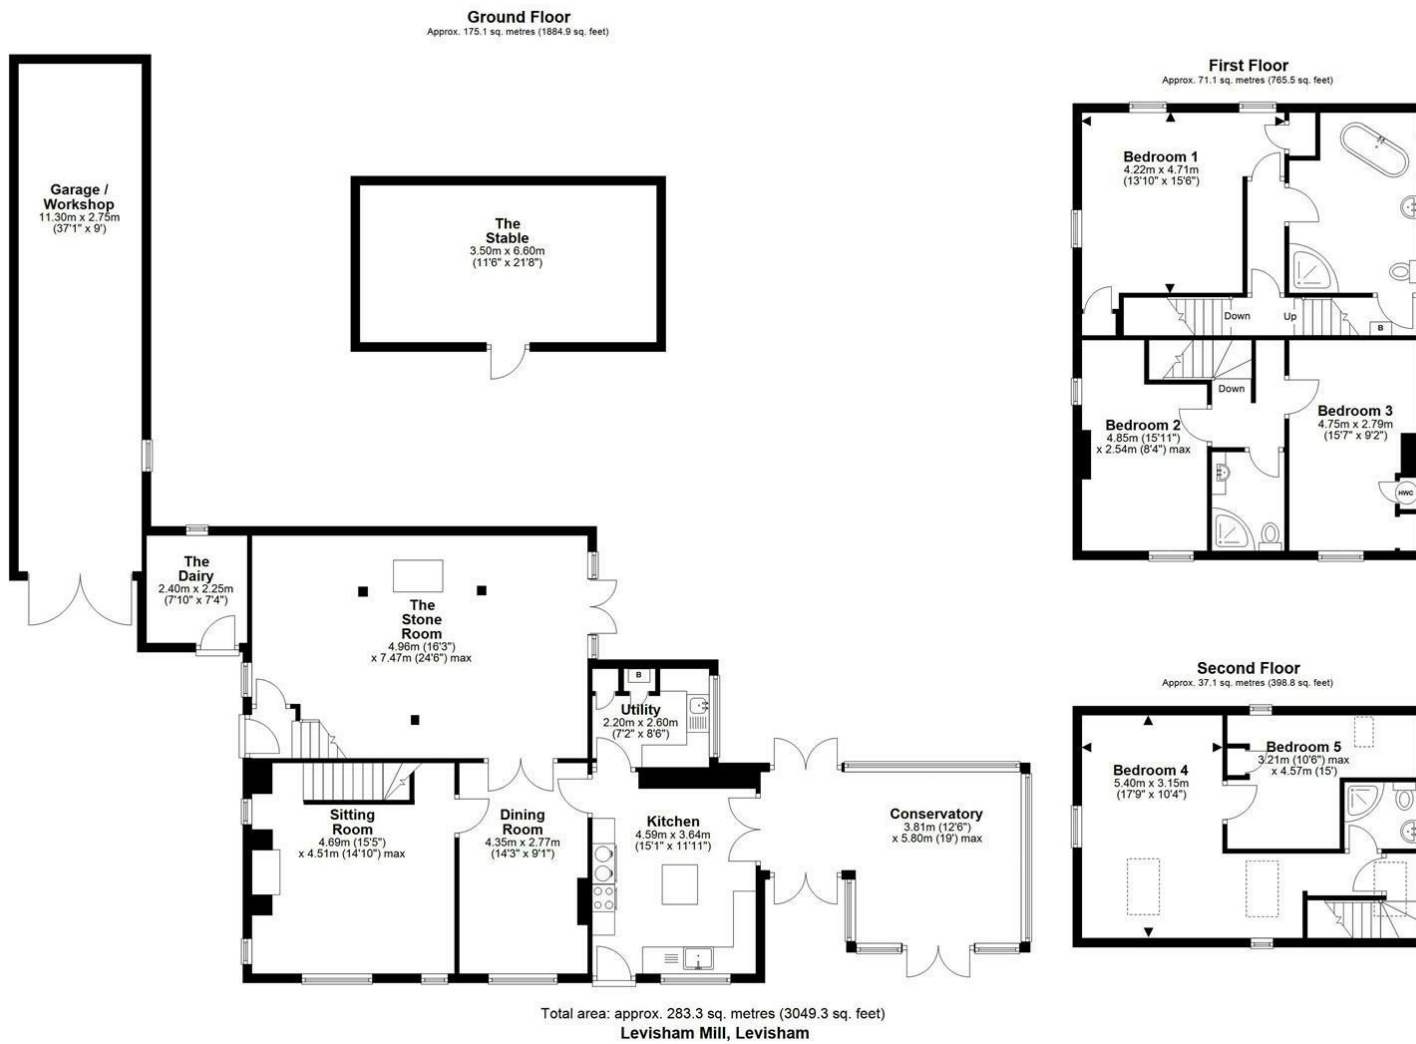 Ground Floor
Approx. 175.1 sq. metres (1884.9 sq. feet)
Garage /
Workshop
11.30m x 2.75m
(37'1" x 9')
The
Stable
3.50m x 6.60m
(11'6" x 21'8")
The
Dairy
2.40m x 2.25m
(7'10" x 7'4")
The
Stone
Room
4.96m (16'3")
x 7.47m (24'6") max
B
Utility
2.20m x 2.60m
(7'2" x 8'6")
Sitting
Room
4.69m (15'5")
x 4.51m (14'10") max
Dining
Room
4.35m x 2.77m
(14'3" x 9'1")
Kitchen
4.59m x 3.64m
(15'1" x 11'11")
Conservatory
3.81m (12'6")
x 5.80m (19') max
First Floor
Approx. 71.1 sq. metres (765.5 sq. feet)
Bedroom 1
4.22m x 4.71m
(13'10" x 15'6")
Down
Up
B
Down
Bedroom 2
4.85m (15'11")
x 2.54m (8'4") max
Bedroom 3
4.75m x 2.79m
(15'7" x 9'2")
HWC
Second Floor
Approx. 37.1 sq. metres (398.8 sq. feet)
Bedroom 4
5.40m x 3.15m
(17'9" x 10'4")
Bedroom 5
3.21m (10'6") max
x 4.57m (15')
Total area: approx. 283.3 sq. metres (3049.3 sq. feet)
Levisham Mill, Levisham